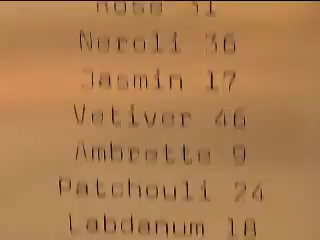 Neroli 36
Jasmin 17
Vetiver 46
Ambrette 9
Patchouli 24
Labdanum 18